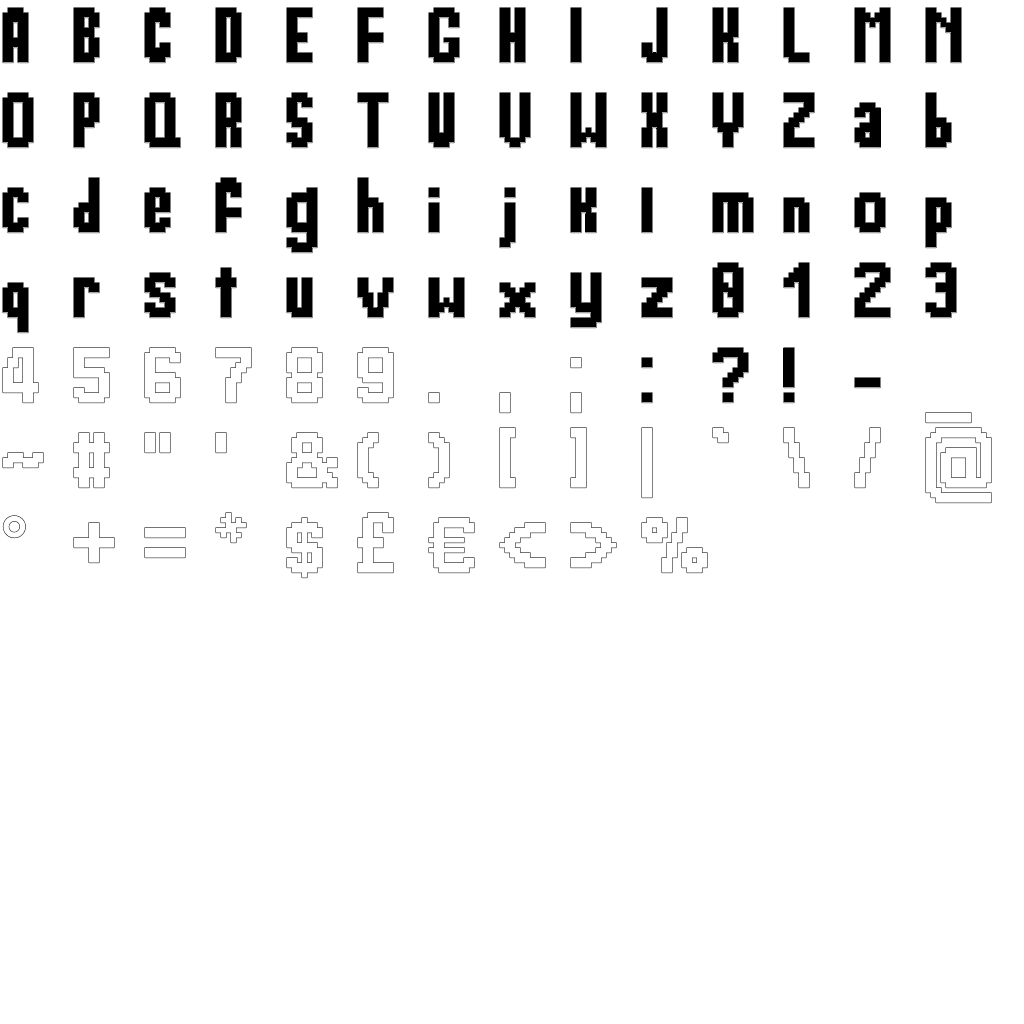 A B C D E F G H I J K L M N
O P Q R S T U V W X Y Z a b
c d e f g h i j k l m n o p
q r s t u v w x y z 0 1 2 3
4 5 6 7 8 9 . , ; : ? ! -
~ # " ' & ( ) [ ] | ` \ / @
° + = * $ £ € < > %